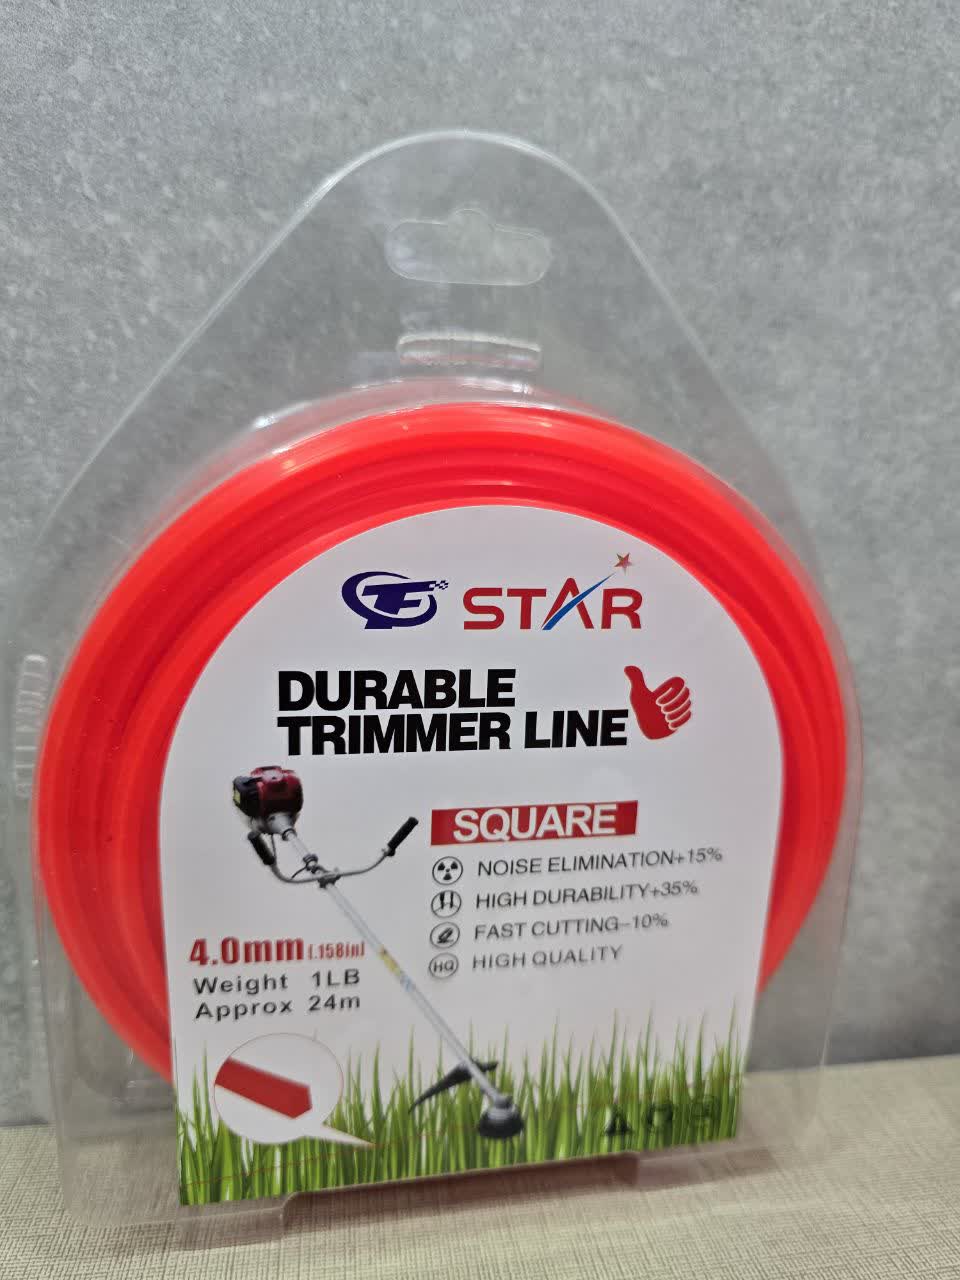 STAR
DURABLE
TRIMMER LINE
SQUARE
NOISE ELIMINATION+15%
HIGH DURABILITY+35%
FAST CUTTING-10%
HQ HIGH QUALITY
4.0mm(.158in)
Weight 1LB
Approx 24m